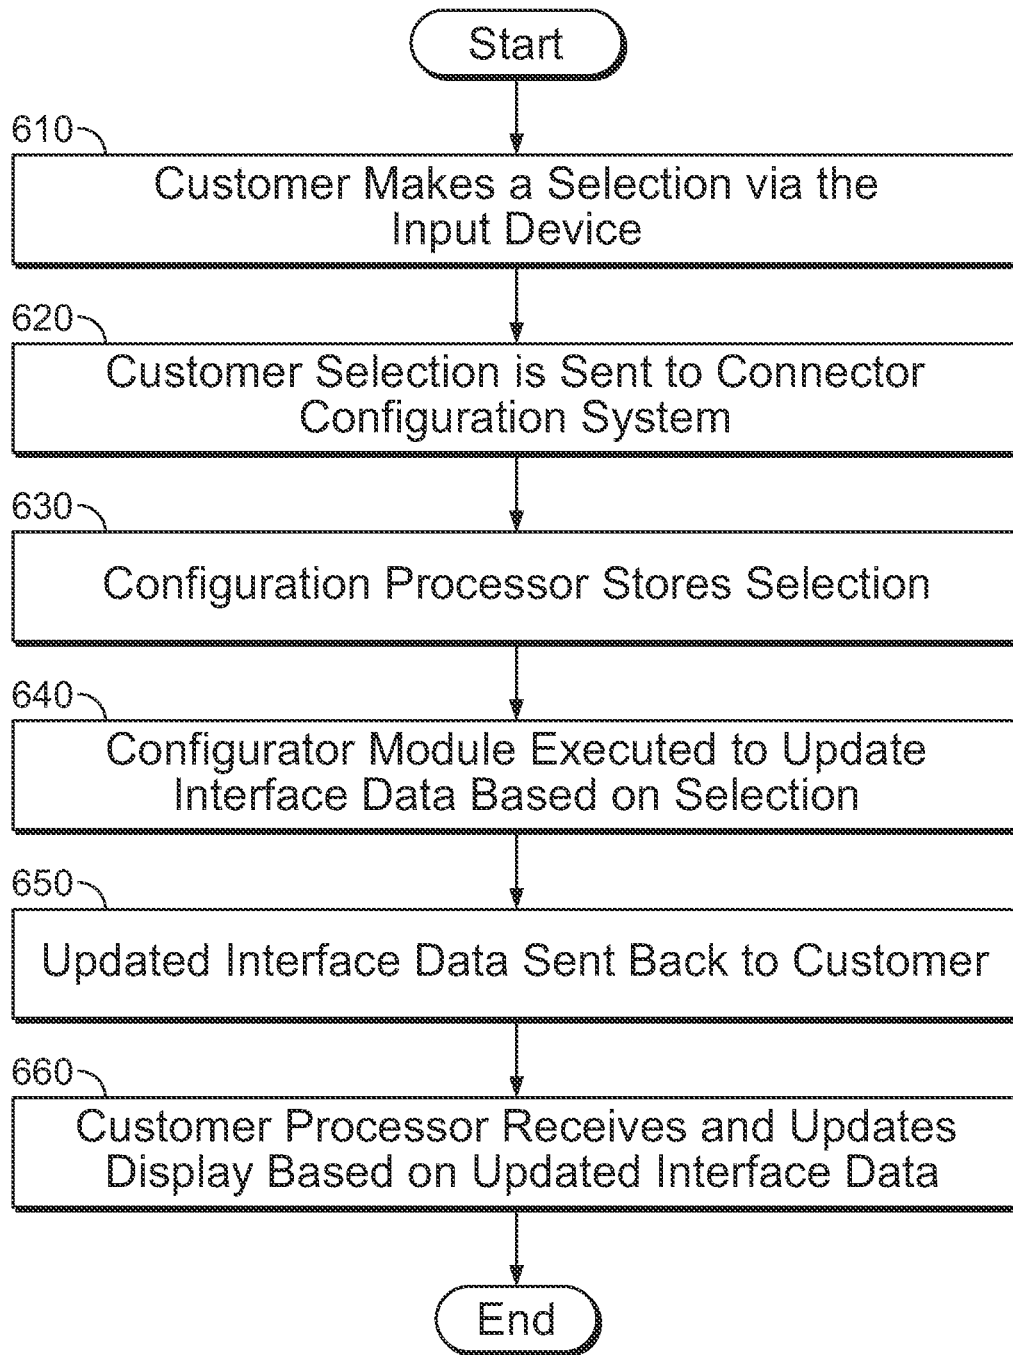 Start
610
Customer Makes a Selection via the
Input Device
620
Customer Selection is Sent to Connector
Configuration System
630
Configuration Processor Stores Selection
640
Configurator Module Executed to Update
Interface Data Based on Selection
650
Updated Interface Data Sent Back to Customer
660
Customer Processor Receives and Updates
Display Based on Updated Interface Data
End